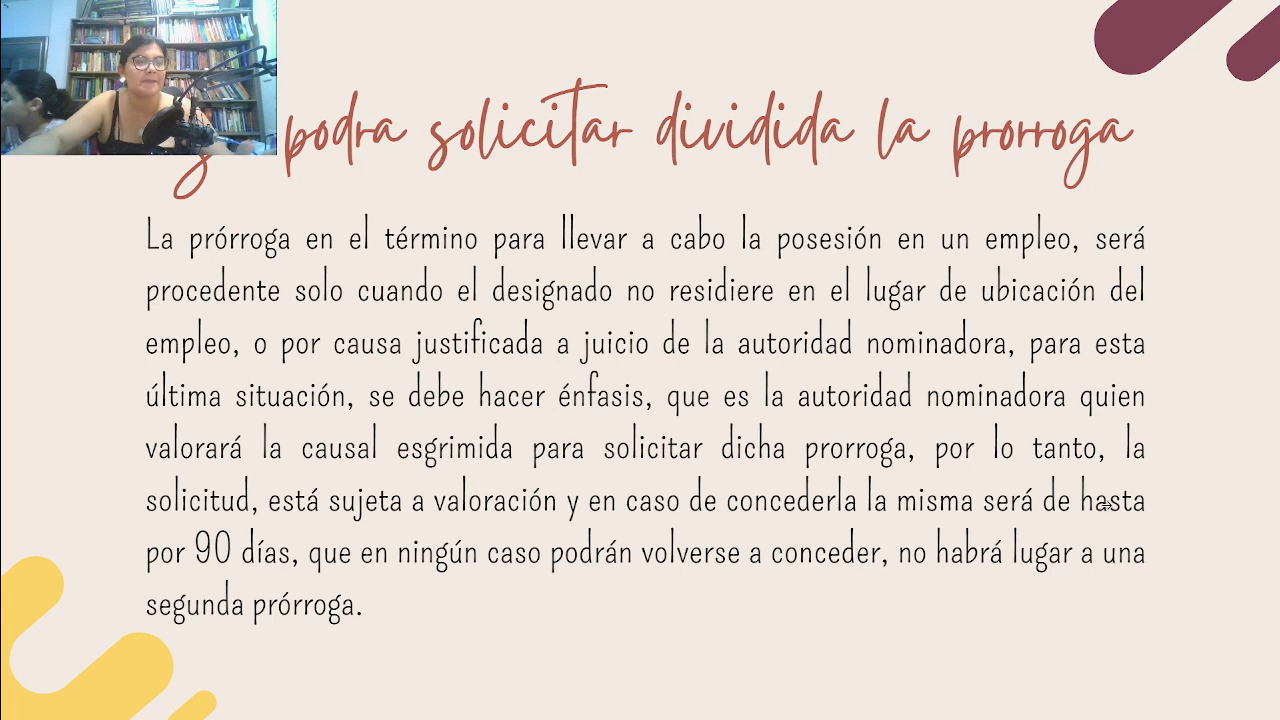 podra solicitar dividida la prorroga
La prórroga en el término para llevar a cabo la posesión en un empleo, será
procedente solo cuando el designado no residiere en el lugar de ubicación del
empleo, o por causa justificada a juicio de la autoridad nominadora, para esta
última situación, se debe hacer énfasis, que es la autoridad nominadora quien
valorará la causal esgrimida para solicitar dicha prorroga, por lo tanto, la
solicitud, está sujeta a valoración y en caso de concederla la misma será de hasta
por 90 días, que en ningún caso podrán volverse a conceder, no habrá lugar a una
segunda prórroga.